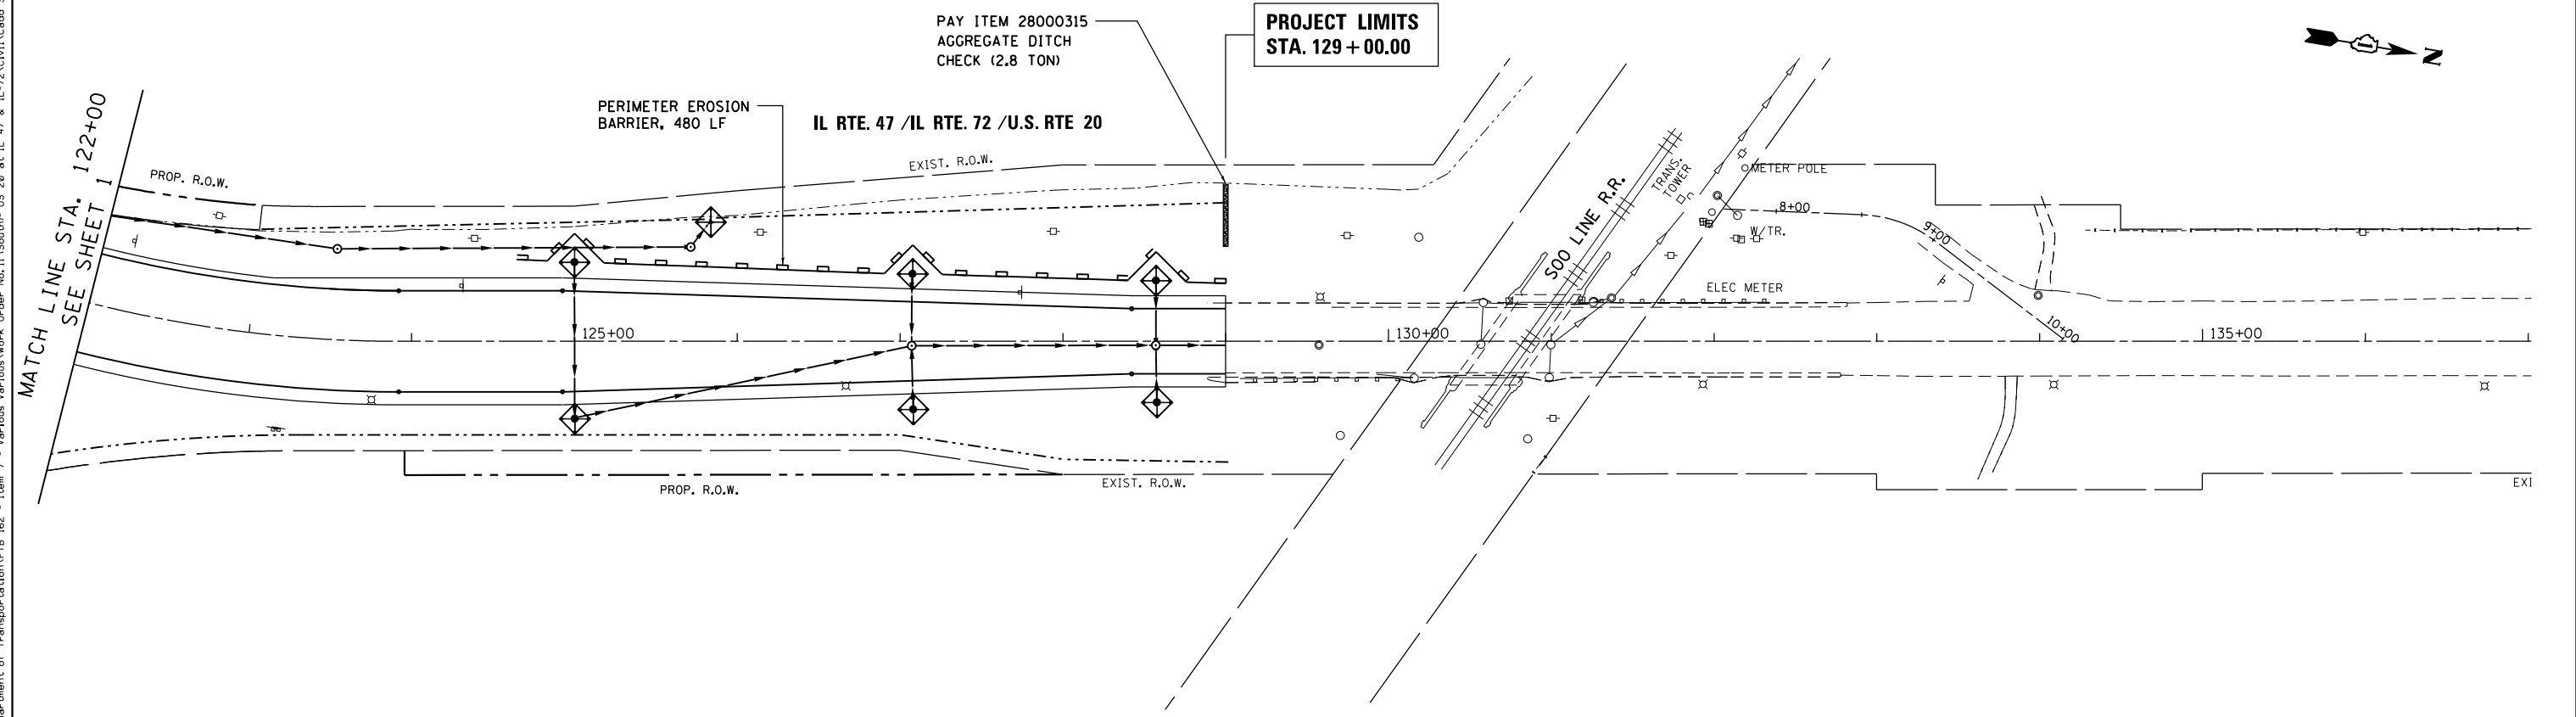 PAY ITEM 28000315
AGGREGATE DITCH
CHECK (2.8 TON)
PROJECT LIMITS
STA. 129+00.00
N
PERIMETER EROSION
BARRIER, 480 LF
IL RTE. 47 /IL RTE. 72 /U.S. RTE 20
MATCH LINE STA. 122+00
SEE SHEET 1
PROP. R.O.W.
EXIST. R.O.W.
TRANS.
TOWER
METER POLE
SOO LINE R.R.
8+00
W/TR.
9+00
ELEC METER
10+00
125+00
130+00
135+00
PROP. R.O.W.
EXIST. R.O.W.
EXI